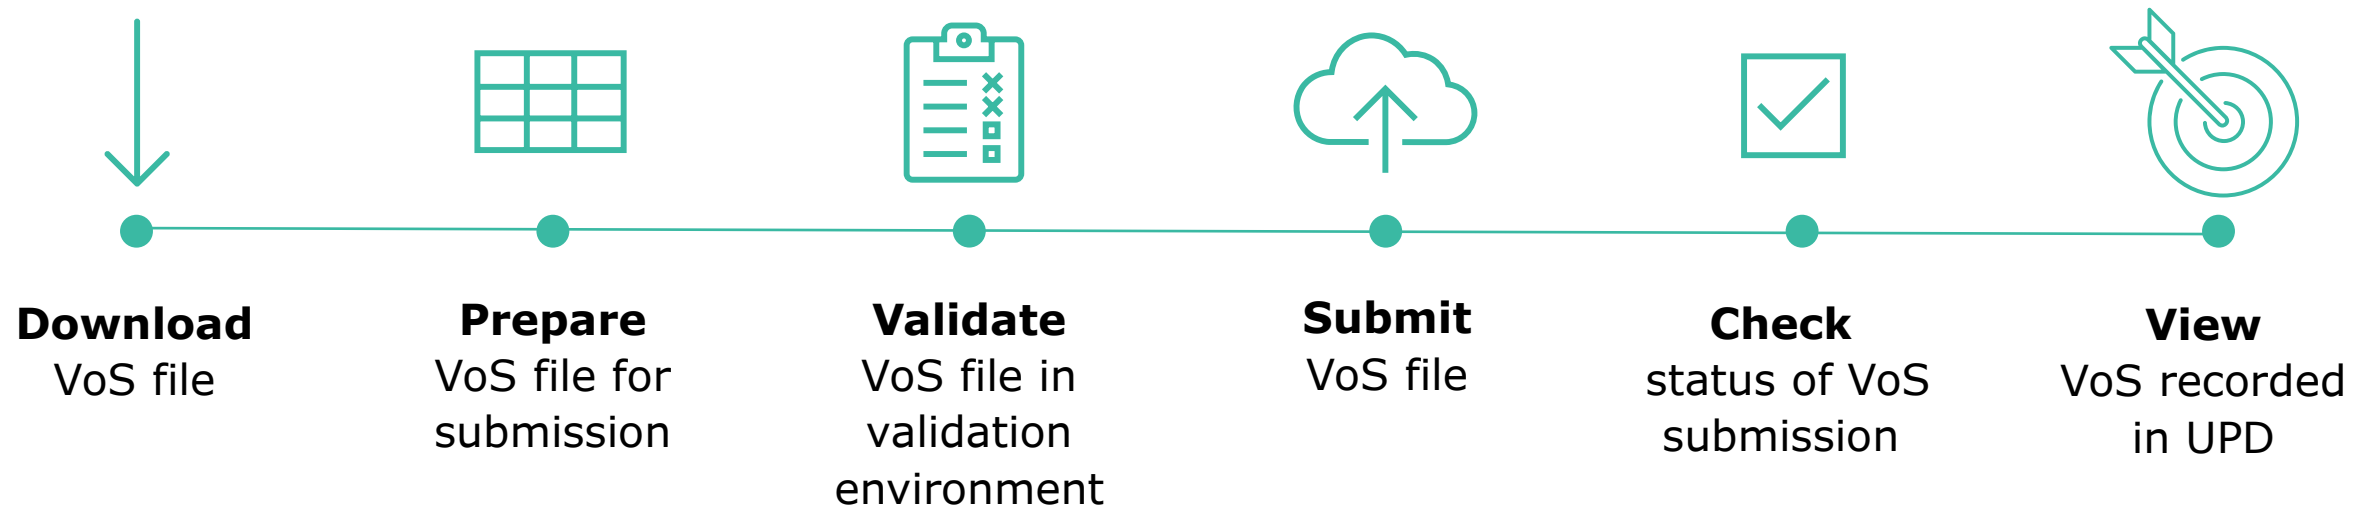 Download
VoS file
Prepare
VoS file for
submission
Validate
VoS file in
validation
environment
Submit
VoS file
Check
status of VoS
submission
View
VoS recorded
in UPD